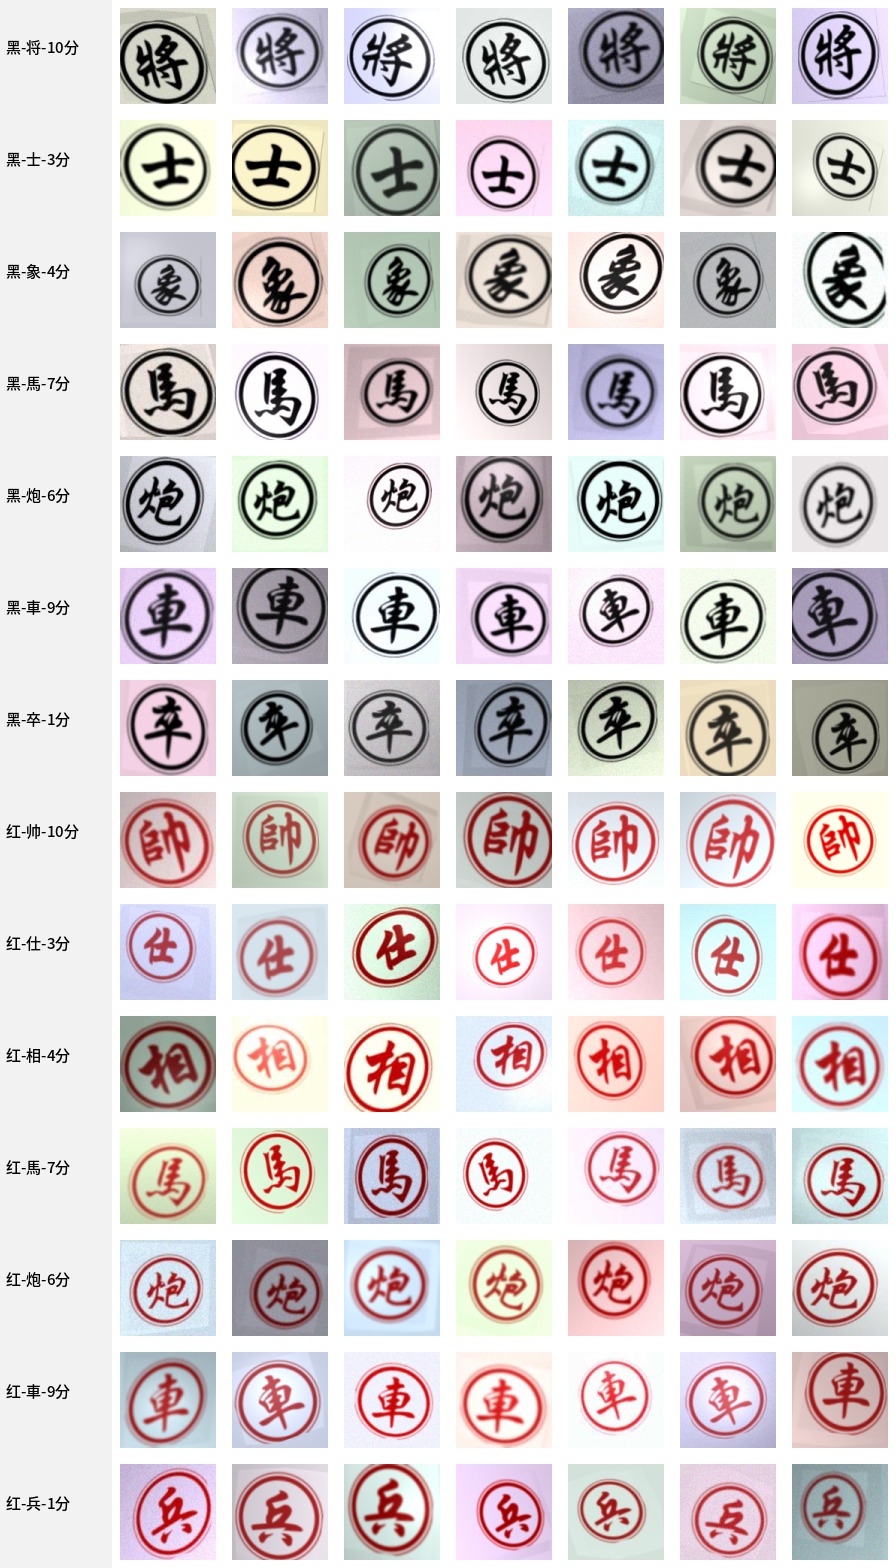 黑-将-10分 將 將 將 將 將 將 將
黑-士-3分 士 士 士 士 士 士 士
黑-象-4分 象 象 象 象 象 象 象
黑-馬-7分 馬 馬 馬 馬 馬 馬 馬
黑-炮-6分 炮 炮 炮 炮 炮 炮 炮
黑-車-9分 車 車 車 車 車 車 車
黑-卒-1分 卒 卒 卒 卒 卒 卒 卒
红-帅-10分 帥 帥 帥 帥 帥 帥 帥
红-仕-3分 仕 仕 仕 仕 仕 仕 仕
红-相-4分 相 相 相 相 相 相 相
红-馬-7分 馬 馬 馬 馬 馬 馬 馬
红-炮-6分 炮 炮 炮 炮 炮 炮 炮
红-車-9分 車 車 車 車 車 車 車
红-兵-1分 兵 兵 兵 兵 兵 兵 兵